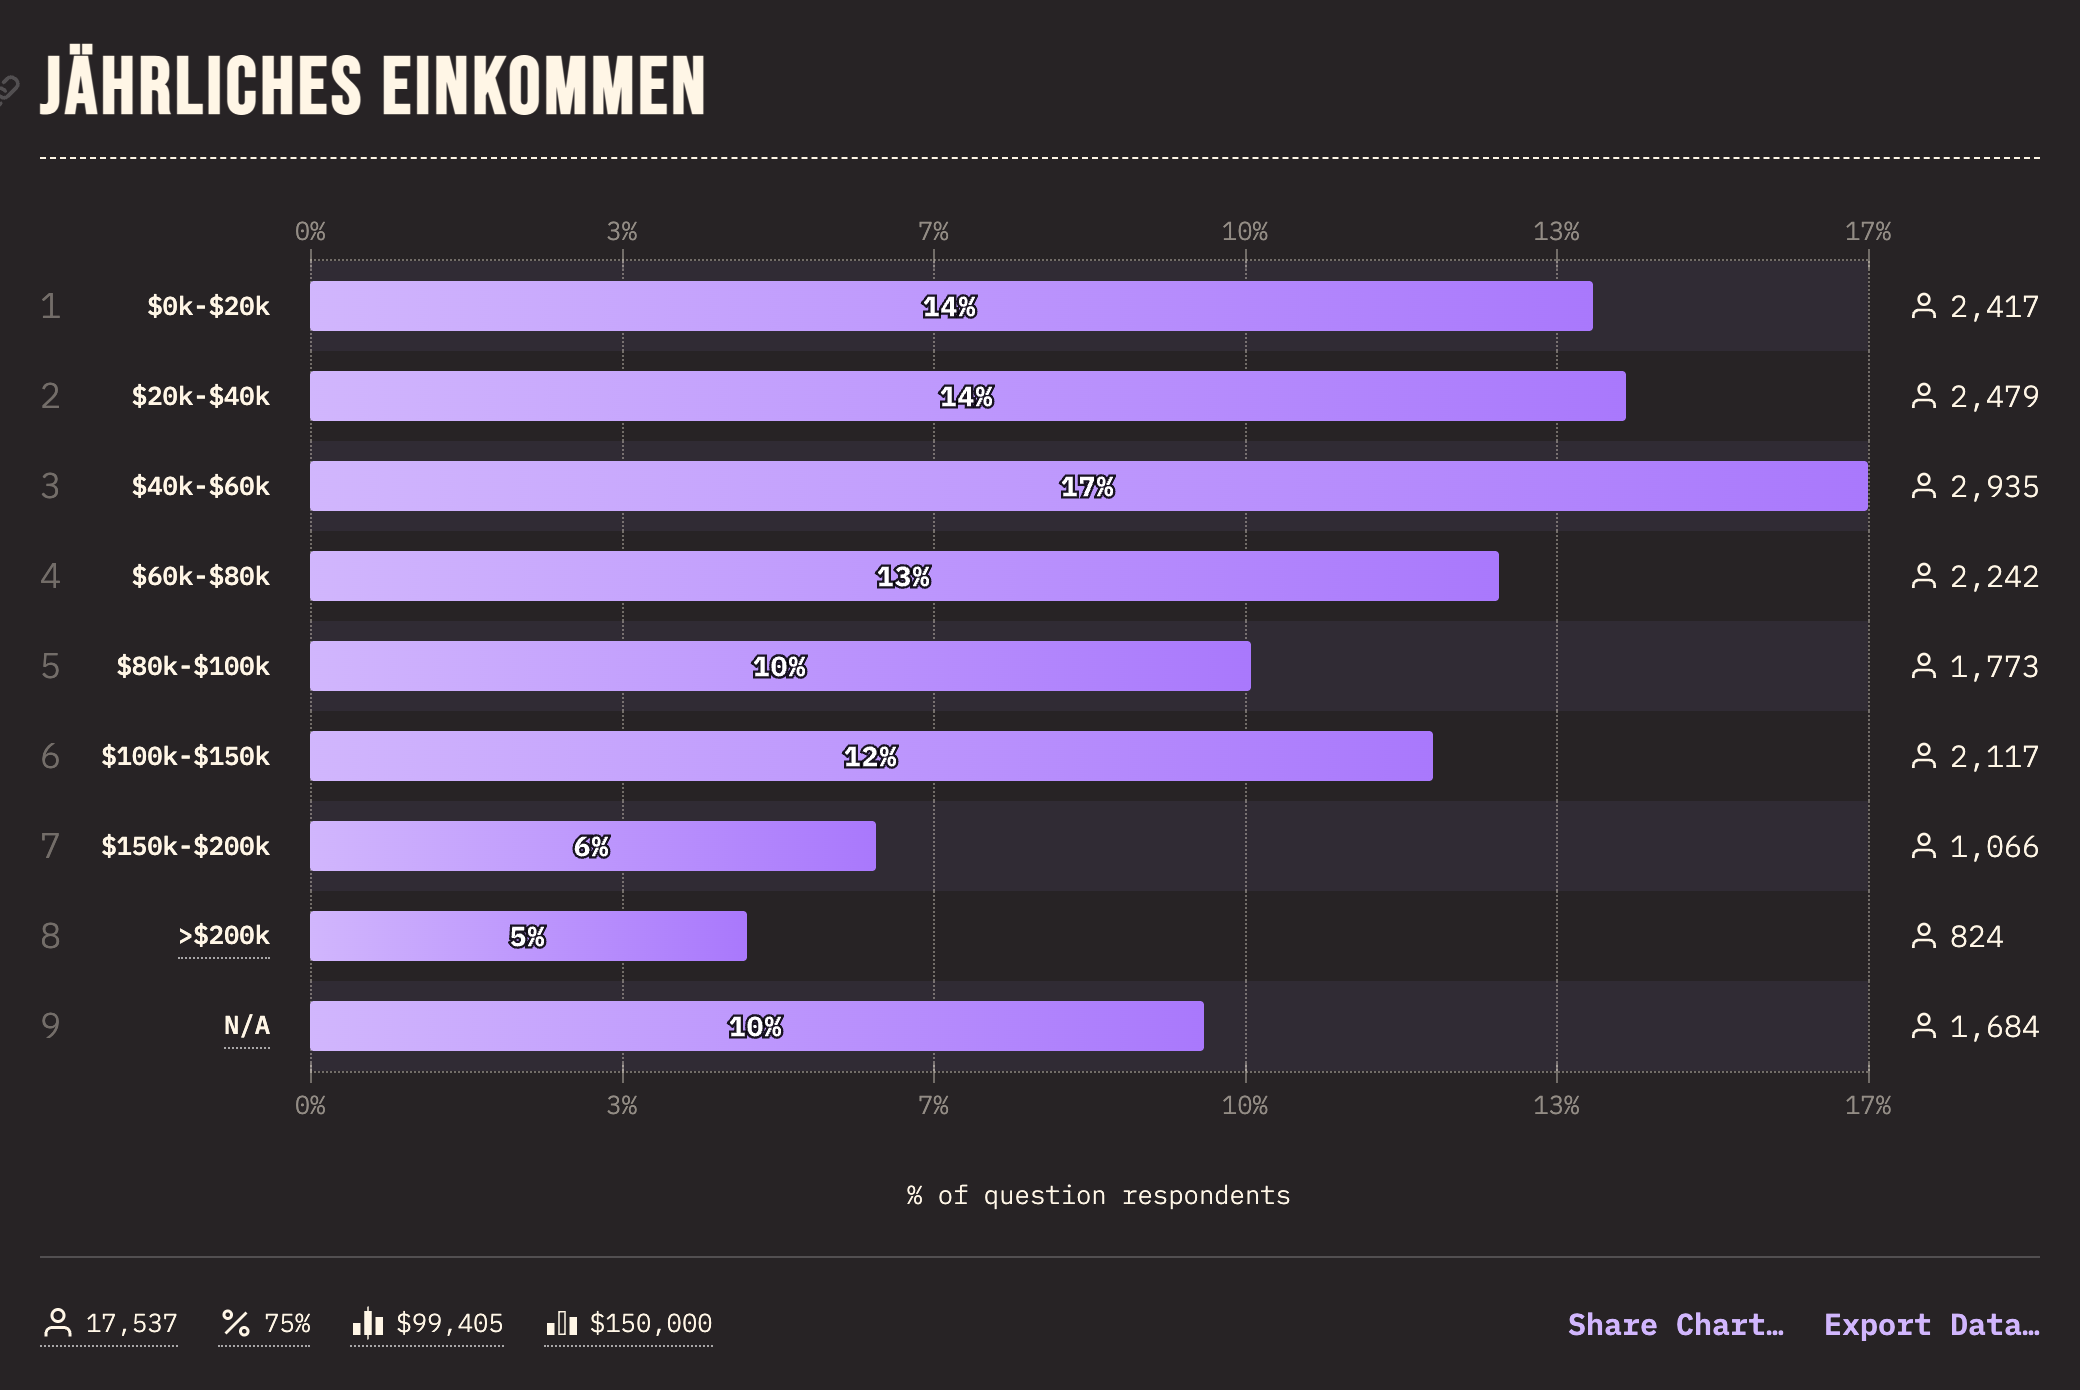 JÄHRLICHES EINKOMMEN
0% 3% 7% 10% 13% 17%
1 $0k-$20k 14% 2,417
2 $20k-$40k 14% 2,479
3 $40k-$60k 17% 2,935
4 $60k-$80k 13% 2,242
5 $80k-$100k 10% 1,773
6 $100k-$150k 12% 2,117
7 $150k-$200k 6% 1,066
8 >$200k 5% 824
9 N/A 10% 1,684
0% 3% 7% 10% 13% 17%
% of question respondents
17,537 75% $99,405 $150,000 Share Chart… Export Data…